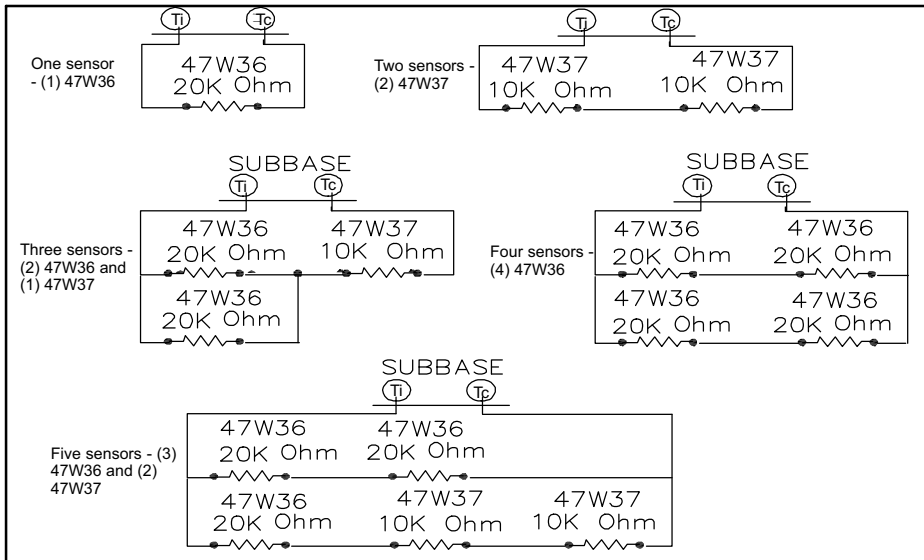 Ti Tc
One sensor
- (1) 47W36
47W36
20K Ohm
Ti Tc
Two sensors -
(2) 47W37
47W37 47W37
10K Ohm 10K Ohm
SUBBASE
Ti Tc
Three sensors -
(2) 47W36 and
(1) 47W37
47W36 47W37
20K Ohm 10K Ohm
47W36
20K Ohm
SUBBASE
Ti Tc
Four sensors -
(4) 47W36
47W36 47W36
20K Ohm 20K Ohm
47W36 47W36
20K Ohm 20K Ohm
SUBBASE
Ti Tc
Five sensors - (3)
47W36 and (2)
47W37
47W36 47W36
20K Ohm 20K Ohm
47W36 47W37 47W37
20K Ohm 10K Ohm 10K Ohm